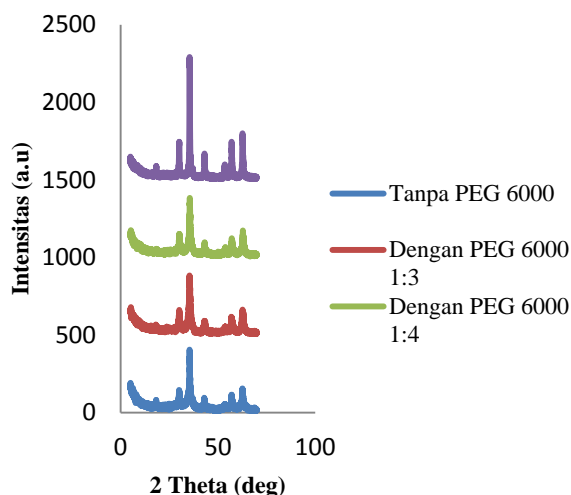 2500
2000
1500
1000
500
0
0
50
100
Intensitas (a.u)
2 Theta (deg)
Tanpa PEG 6000
Dengan PEG 6000
1:3
Dengan PEG 6000
1:4